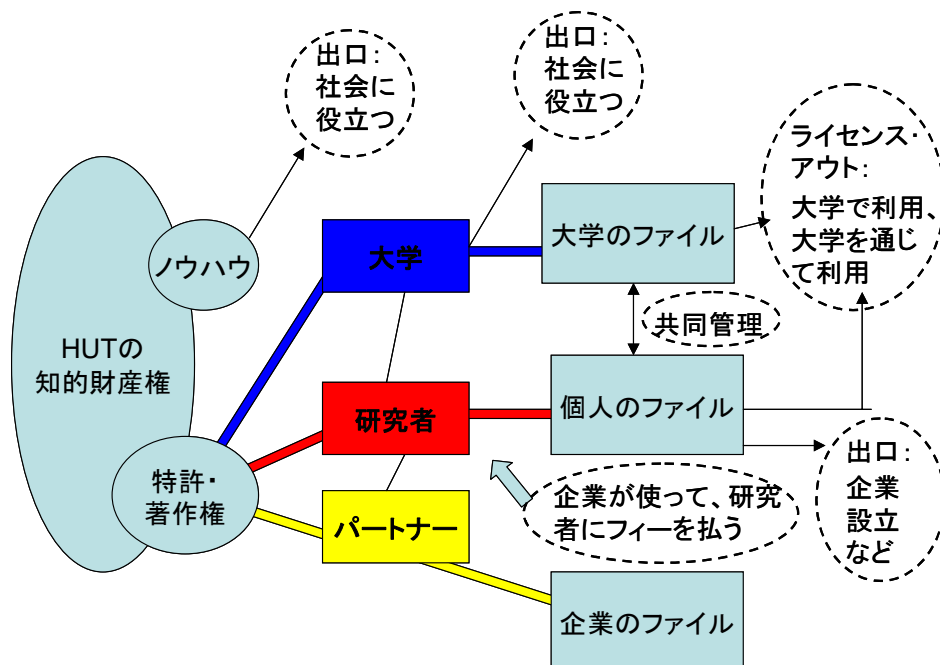 出口：
社会に
役立つ
出口：
社会に
役立つ
ライセンス・
アウト：
大学で利用、
大学を通じ
て利用
ノウハウ
大学
大学のファイル
共同管理
HUTの
知的財産権
研究者
個人のファイル
特許・
著作権
パートナー
企業が使って、研究
者にフィーを払う
出口：
企業
設立
など
企業のファイル